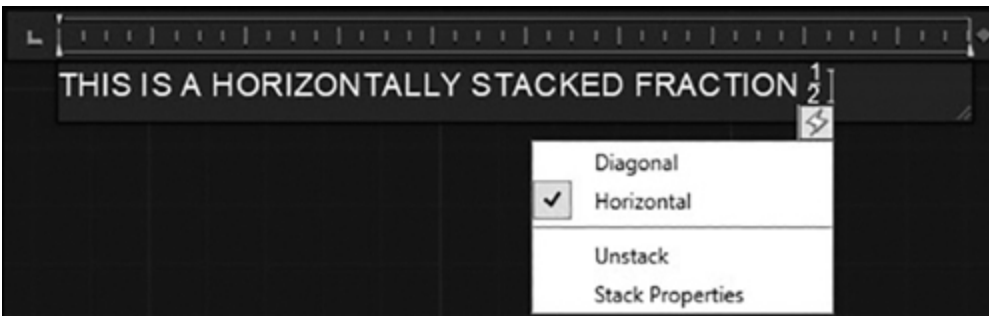 THIS IS A HORIZONTALLY STACKED FRACTION 1/2
Diagonal
Horizontal
Unstack
Stack Properties